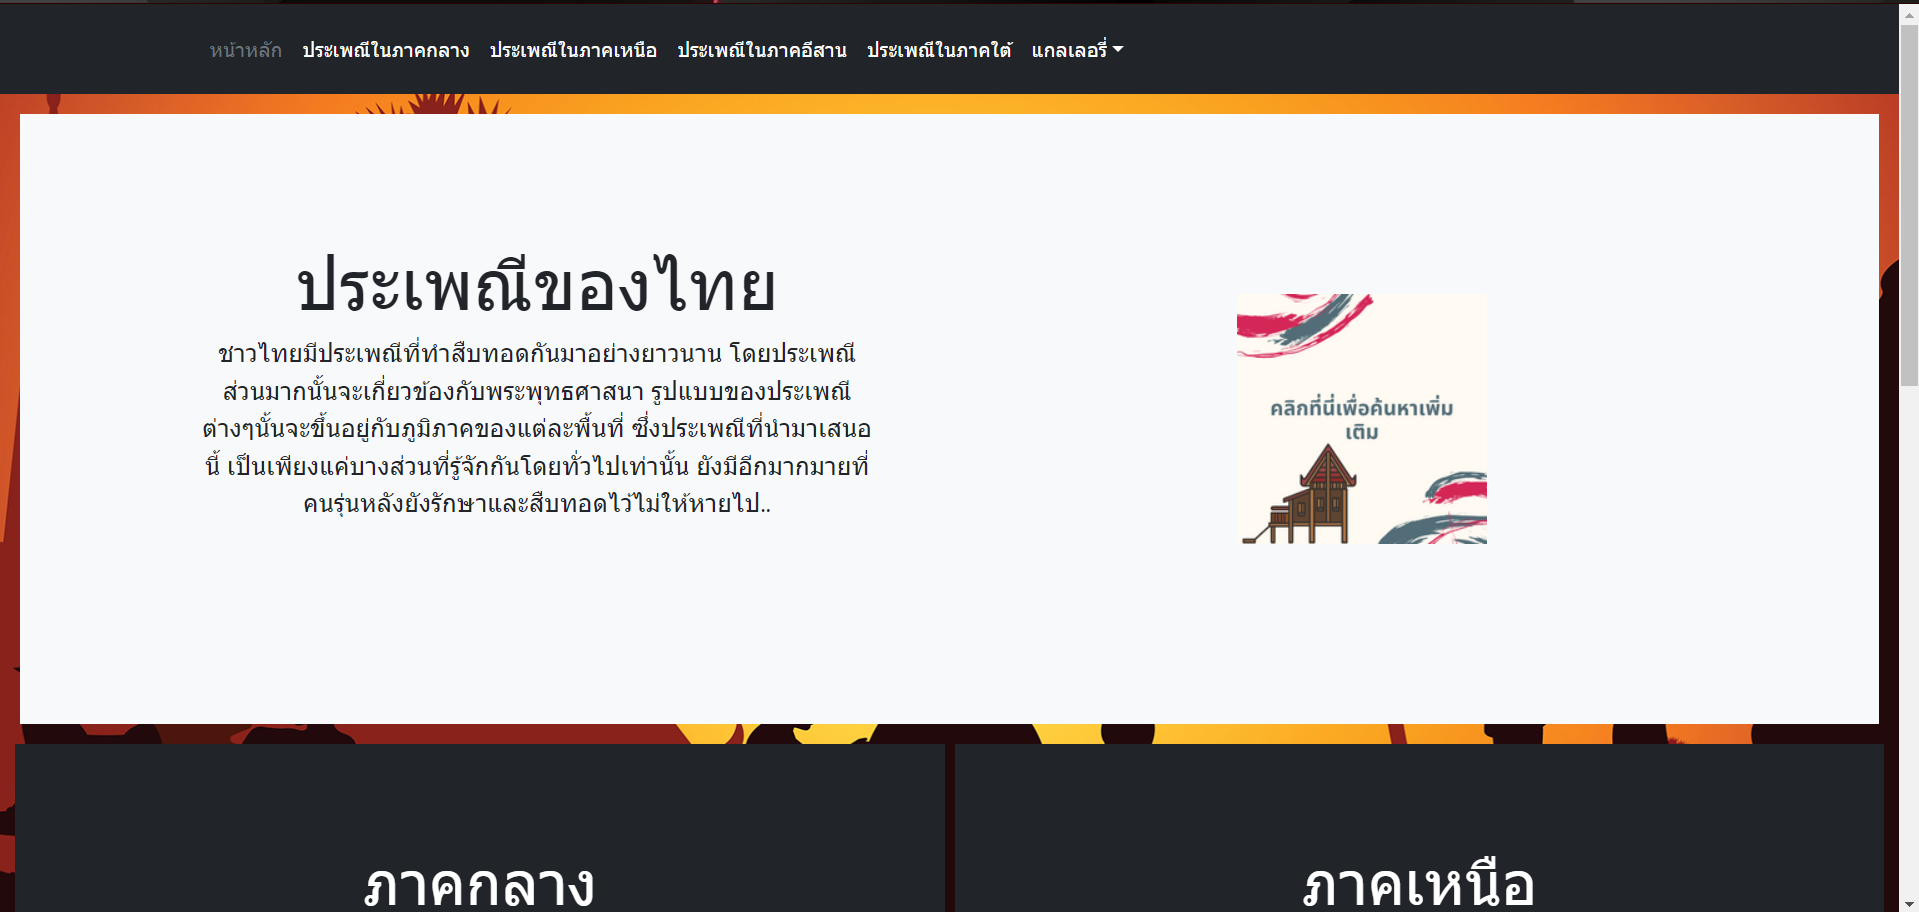 หน้าหลัก ประเพณีในภาคกลาง ประเพณีในภาคเหนือ ประเพณีในภาคอีสาน ประเพณีในภาคใต้ แกลเลอรี่
ประเพณีของไทย
ชาวไทยมีประเพณีที่ทำสืบทอดกันมาอย่างยาวนาน โดยประเพณี
ส่วนมากนั้นจะเกี่ยวข้องกับพระพุทธศาสนา รูปแบบของประเพณี
ต่างๆนั้นจะขึ้นอยู่กับภูมิภาคของแต่ละพื้นที่ ซึ่งประเพณีที่นำมาเสนอ
นี้ เป็นเพียงแค่บางส่วนที่รู้จักกันโดยทั่วไปเท่านั้น ยังมีอีกมากมายที่
คนรุ่นหลังยังรักษาและสืบทอดไว้ไม่ให้หายไป..
คลิกที่นี่เพื่อค้นหาเพิ่ม
เติม
ภาคกลาง
ภาคเหนือ